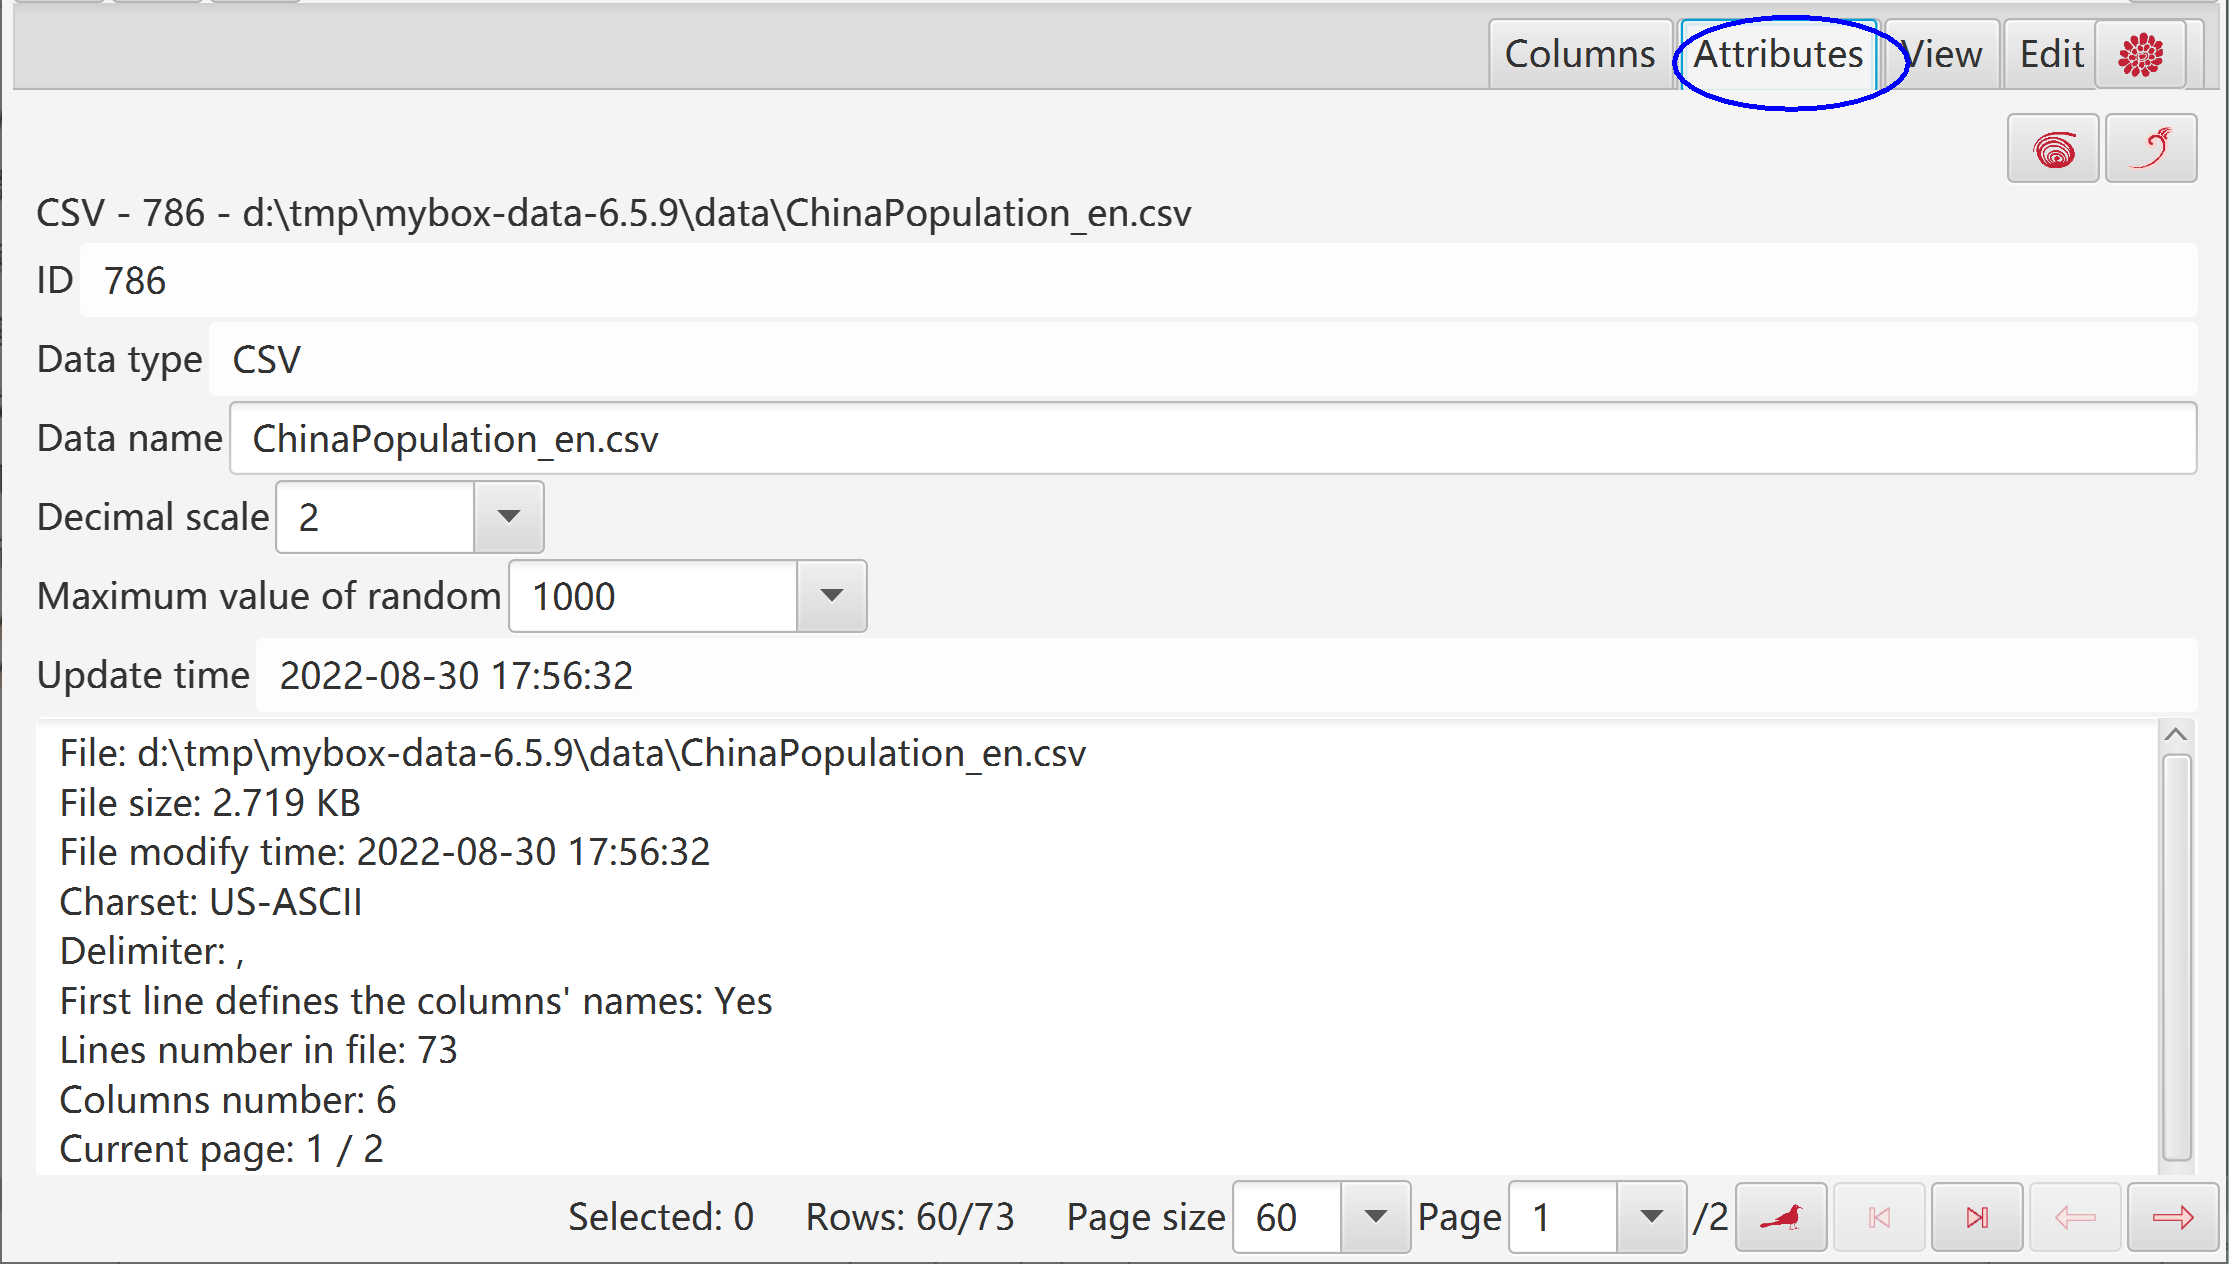 Columns Attributes View Edit
CSV - 786 - d:\tmp\mybox-data-6.5.9\data\ChinaPopulation_en.csv
ID 786
Data type CSV
Data name ChinaPopulation_en.csv
Decimal scale 2
Maximum value of random 1000
Update time 2022-08-30 17:56:32
File: d:\tmp\mybox-data-6.5.9\data\ChinaPopulation_en.csv
File size: 2.719 KB
File modify time: 2022-08-30 17:56:32
Charset: US-ASCII
Delimiter: ,
First line defines the columns' names: Yes
Lines number in file: 73
Columns number: 6
Current page: 1 / 2
Selected: 0 Rows: 60/73 Page size 60 Page 1 /2